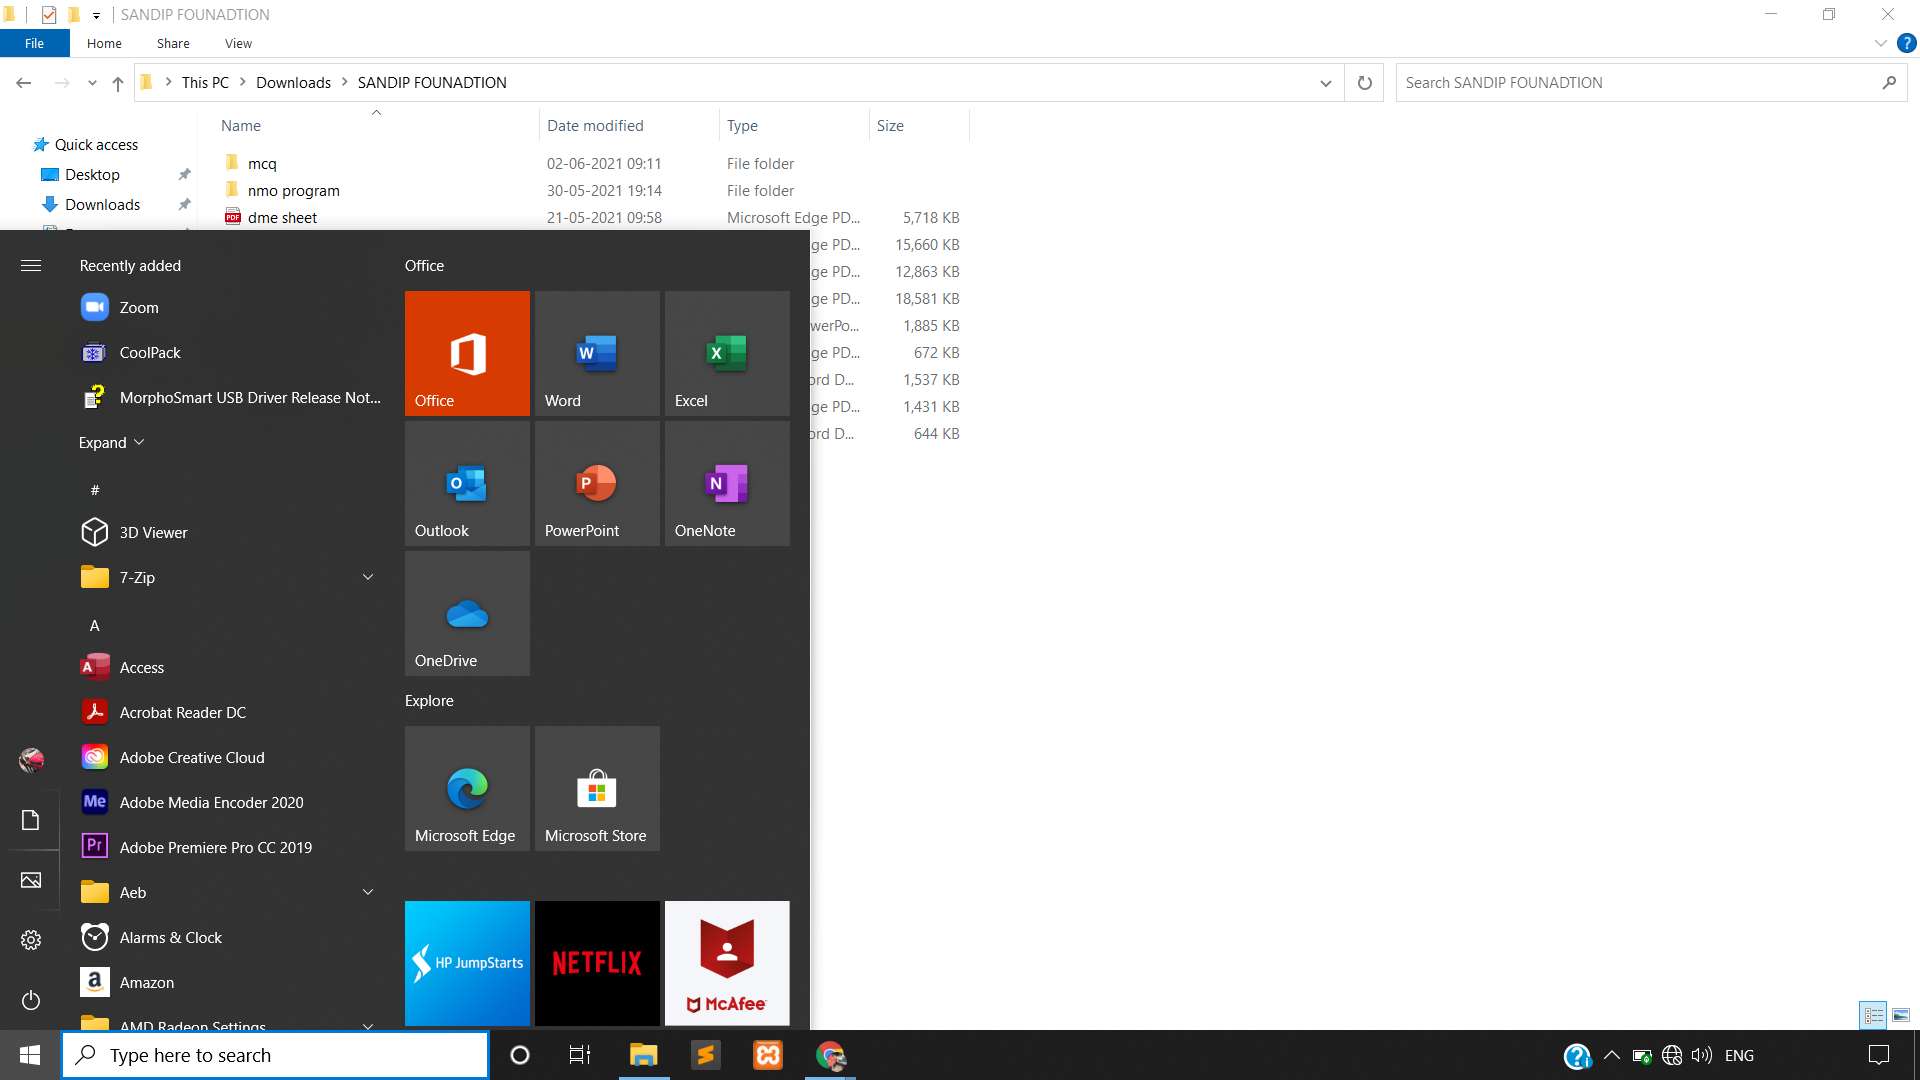 SANDIP FOUNADTION
File Home Share View
This PC Downloads SANDIP FOUNADTION
Search SANDIP FOUNADTION
Name Date modified Type Size
Quick access
Desktop
Downloads
mcq 02-06-2021 09:11 File folder
nmo program 30-05-2021 19:14 File folder
dme sheet 21-05-2021 09:58 Microsoft Edge PD... 5,718 KB
ge PD... 15,660 KB
ge PD... 12,863 KB
ge PD... 18,581 KB
werPo... 1,885 KB
ge PD... 672 KB
ord D... 1,537 KB
ge PD... 1,431 KB
ord D... 644 KB
Recently added
Zoom
CoolPack
MorphoSmart USB Driver Release Not...
Expand
#
3D Viewer
7-Zip
A
Access
Acrobat Reader DC
Adobe Creative Cloud
Me Adobe Media Encoder 2020
Pr Adobe Premiere Pro CC 2019
Aeb
Alarms & Clock
a Amazon
AMD Radeon Settings
Office
Office Word Excel
Outlook PowerPoint OneNote
OneDrive
Explore
Microsoft Edge Microsoft Store
HP JumpStarts NETFLIX McAfee
Type here to search
ENG